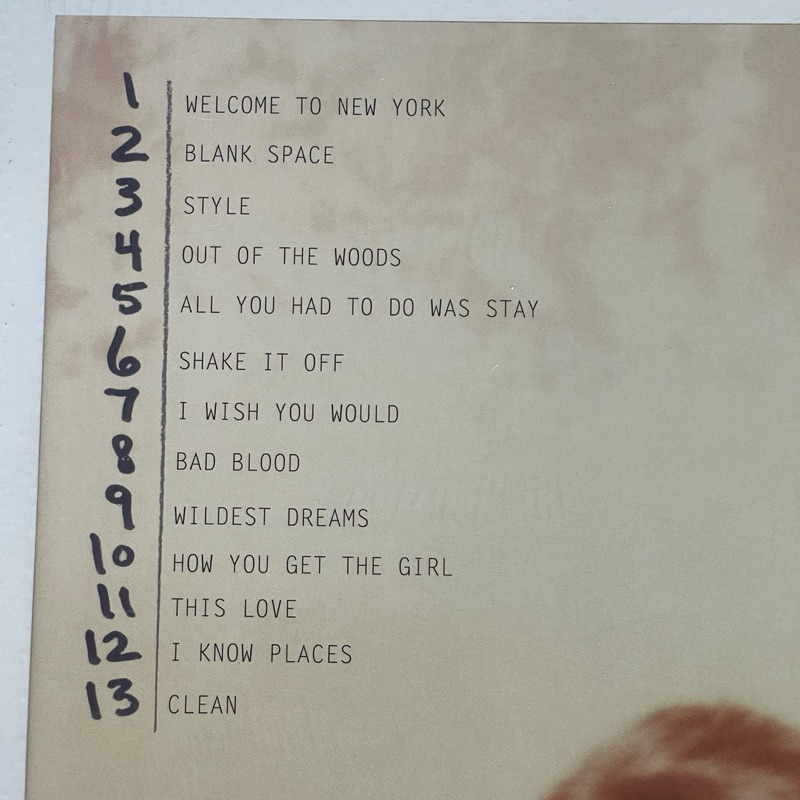 1 WELCOME TO NEW YORK
2 BLANK SPACE
3 STYLE
4 OUT OF THE WOODS
5 ALL YOU HAD TO DO WAS STAY
6 SHAKE IT OFF
7 I WISH YOU WOULD
8 BAD BLOOD
9 WILDEST DREAMS
10 HOW YOU GET THE GIRL
11 THIS LOVE
12 I KNOW PLACES
13 CLEAN